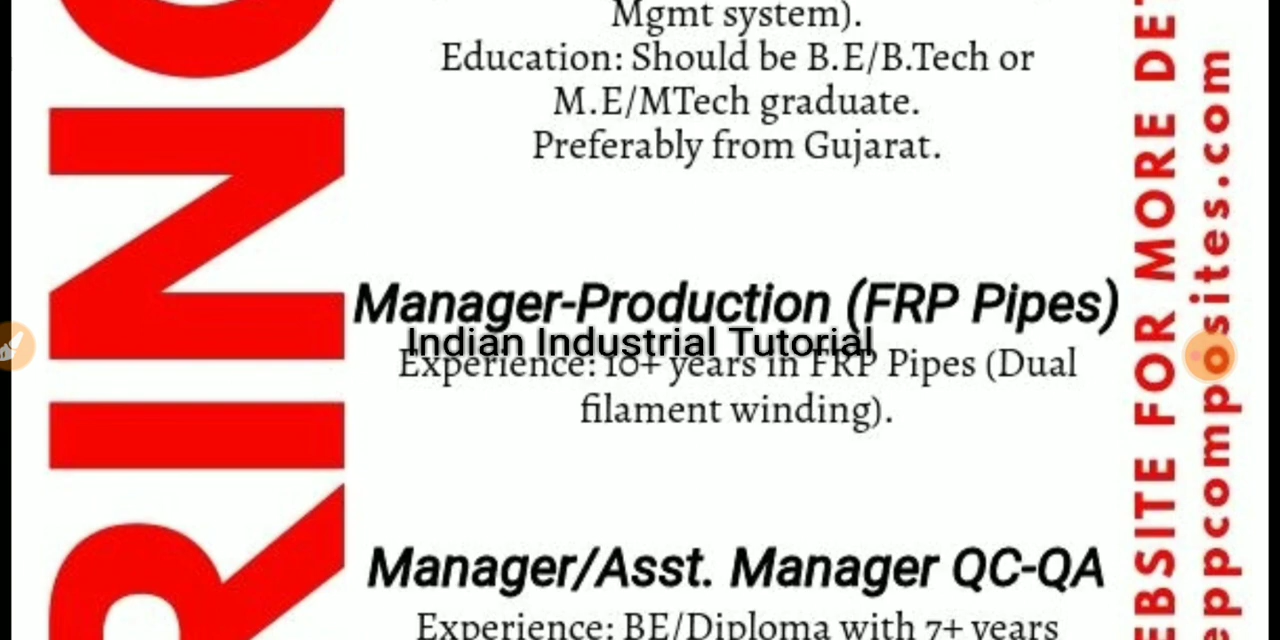 Mgmt system).
Education: Should be B.E/B.Tech or
M.E/MTech graduate.
Preferably from Gujarat.
Manager-Production (FRP Pipes)
Indian Industrial Tutorial
Experience: 10+ years in FRP Pipes (Dual
filament winding).
Manager/Asst. Manager QC-QA
Experience: BE/Diploma with 7+ years
RING
EBSITE FOR MORE DET
eppcomposites.com